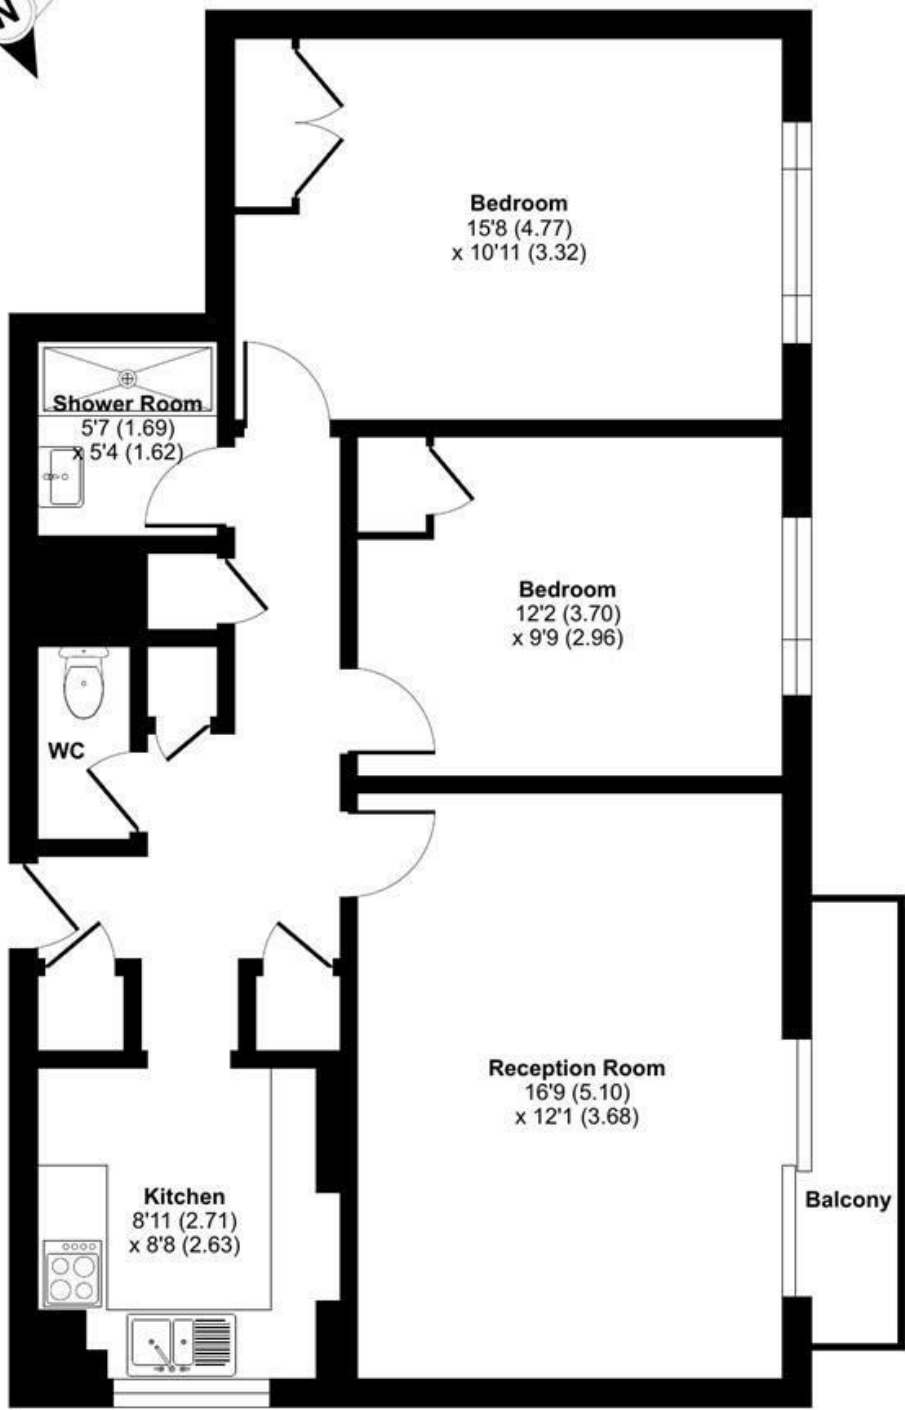 N
Bedroom
15'8 (4.77)
x 10'11 (3.32)
Shower Room
5'7 (1.69)
x 5'4 (1.62)
Bedroom
12'2 (3.70)
x 9'9 (2.96)
WC
Reception Room
16'9 (5.10)
x 12'1 (3.68)
Kitchen
8'11 (2.71)
x 8'8 (2.63)
Balcony